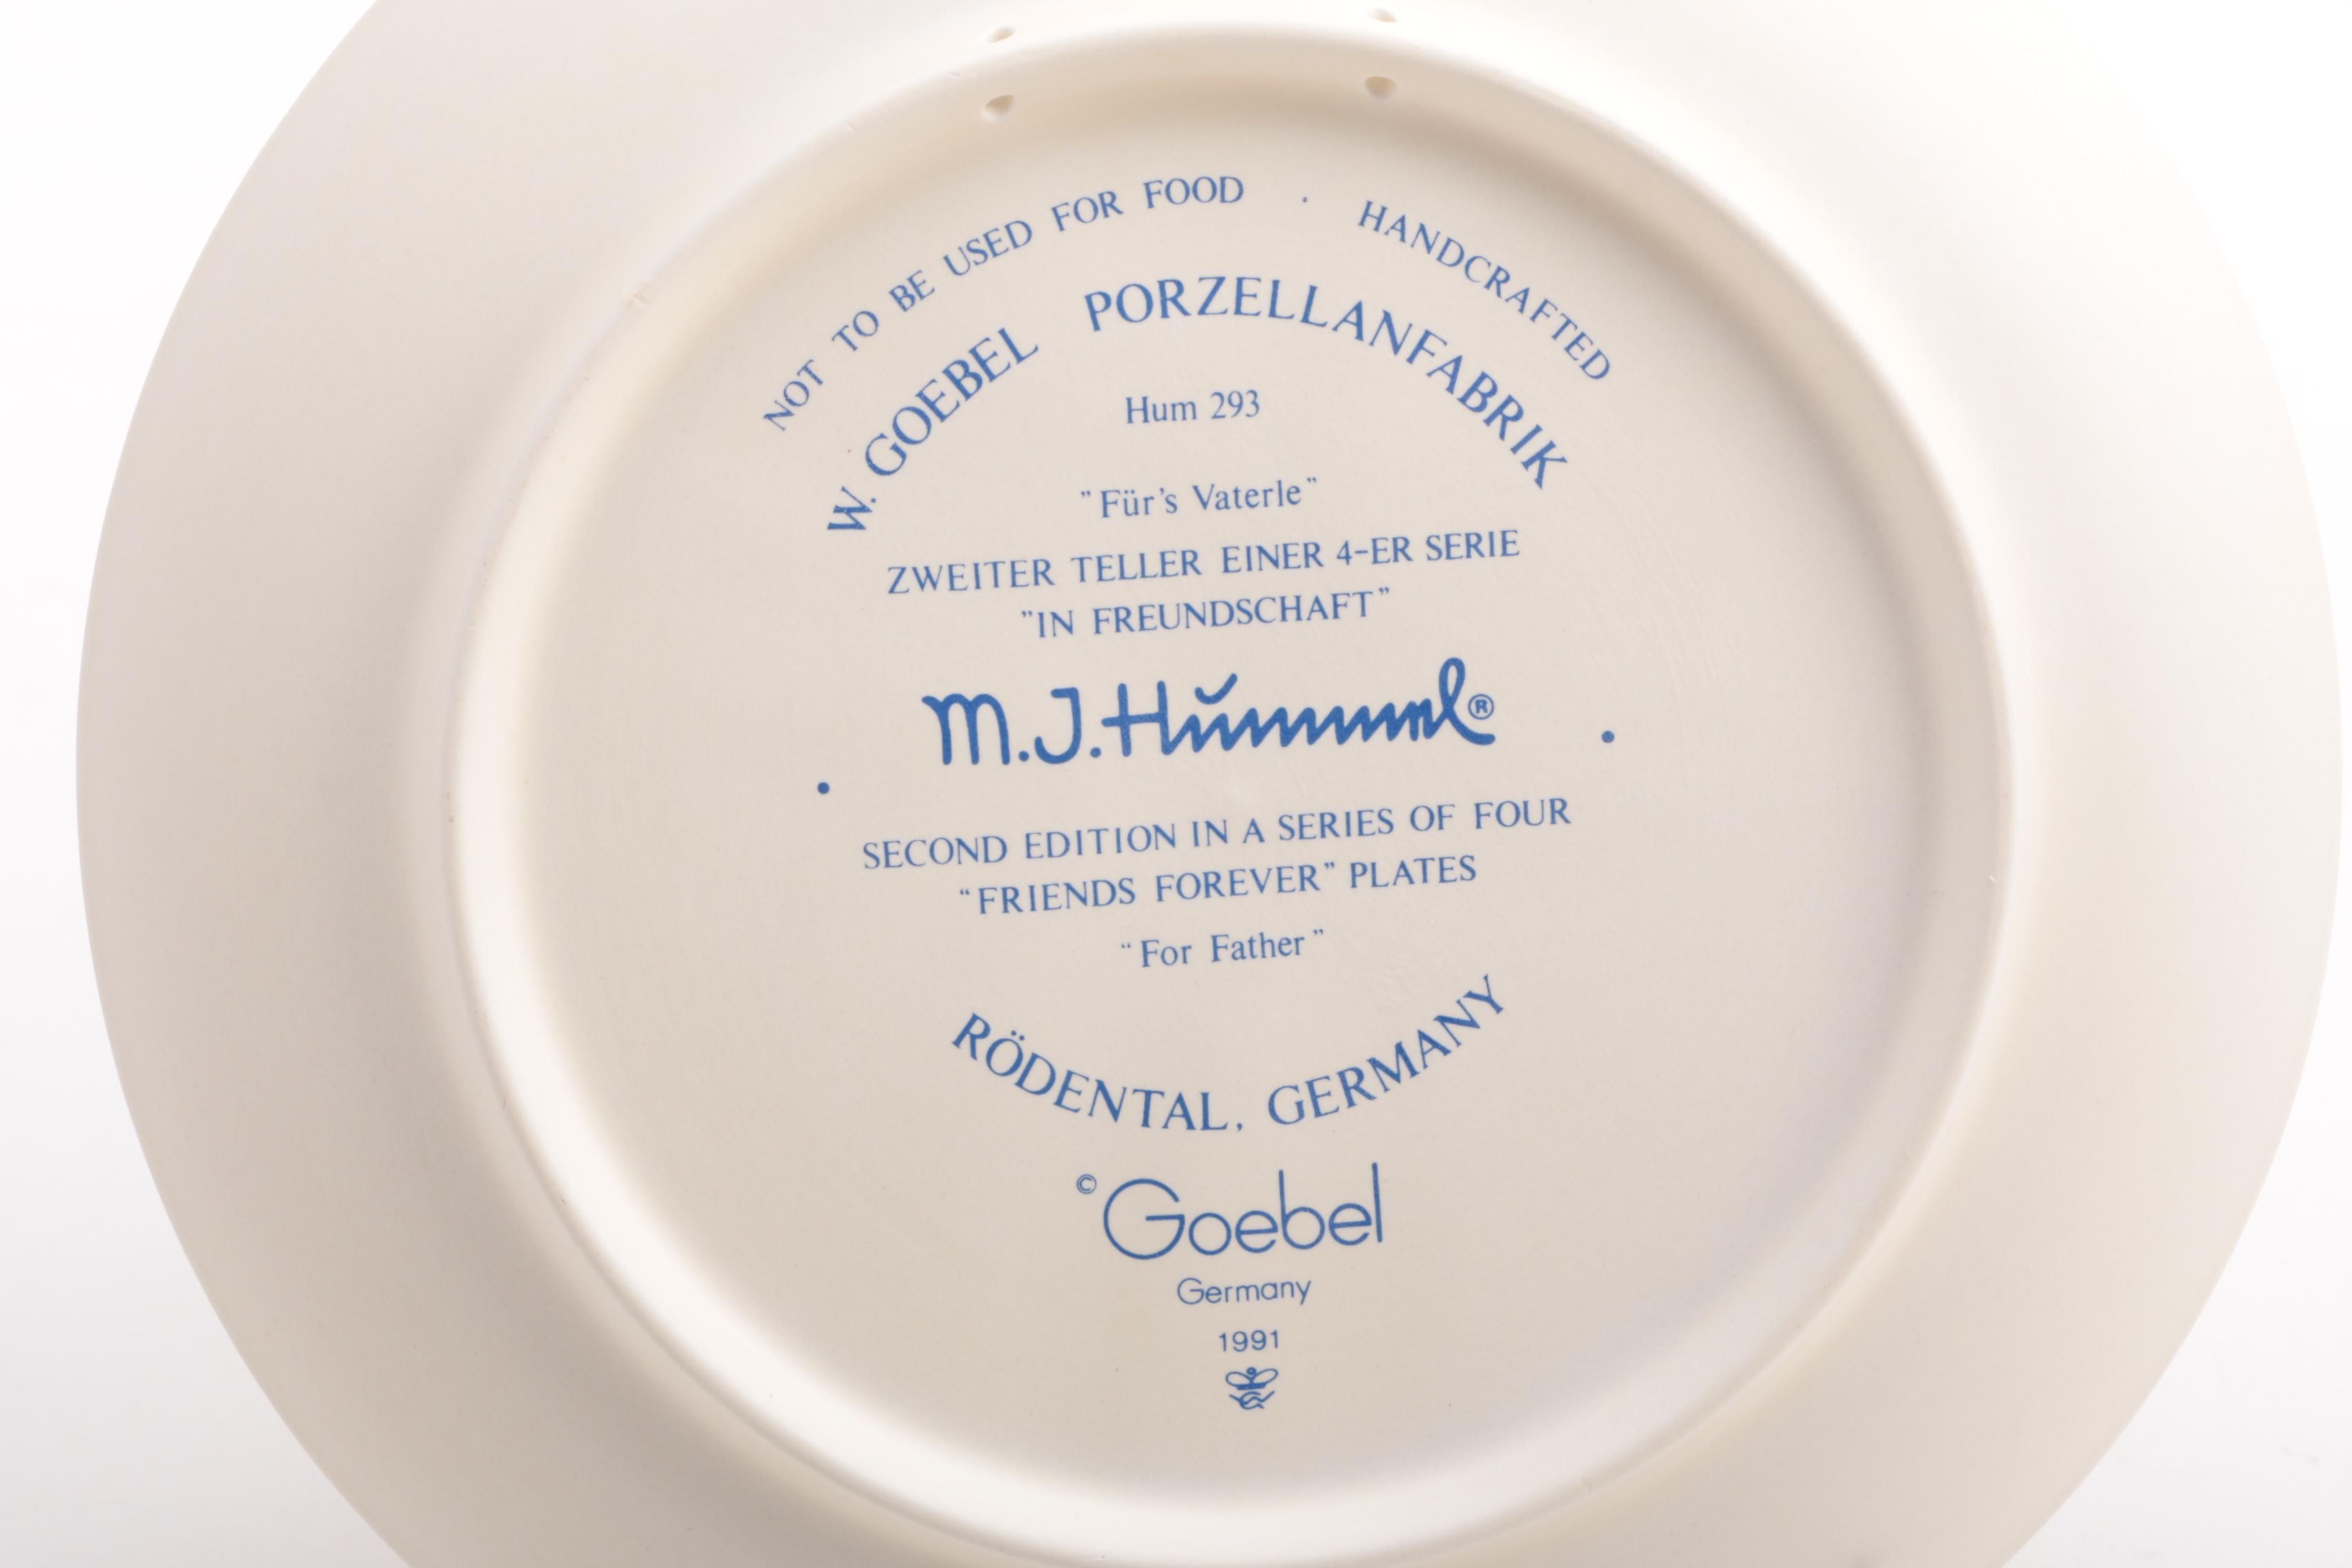 NOT TO BE USED FOR FOOD · HANDCRAFTED
W. GOEBEL PORZELLANFABRIK
Hum 293
"Für's Vaterle"
ZWEITER TELLER EINER 4-ER SERIE
"IN FREUNDSCHAFT"
M.J.Hummel®
SECOND EDITION IN A SERIES OF FOUR
"FRIENDS FOREVER" PLATES
"For Father"
RÖDENTAL, GERMANY
©Goebel
Germany
1991